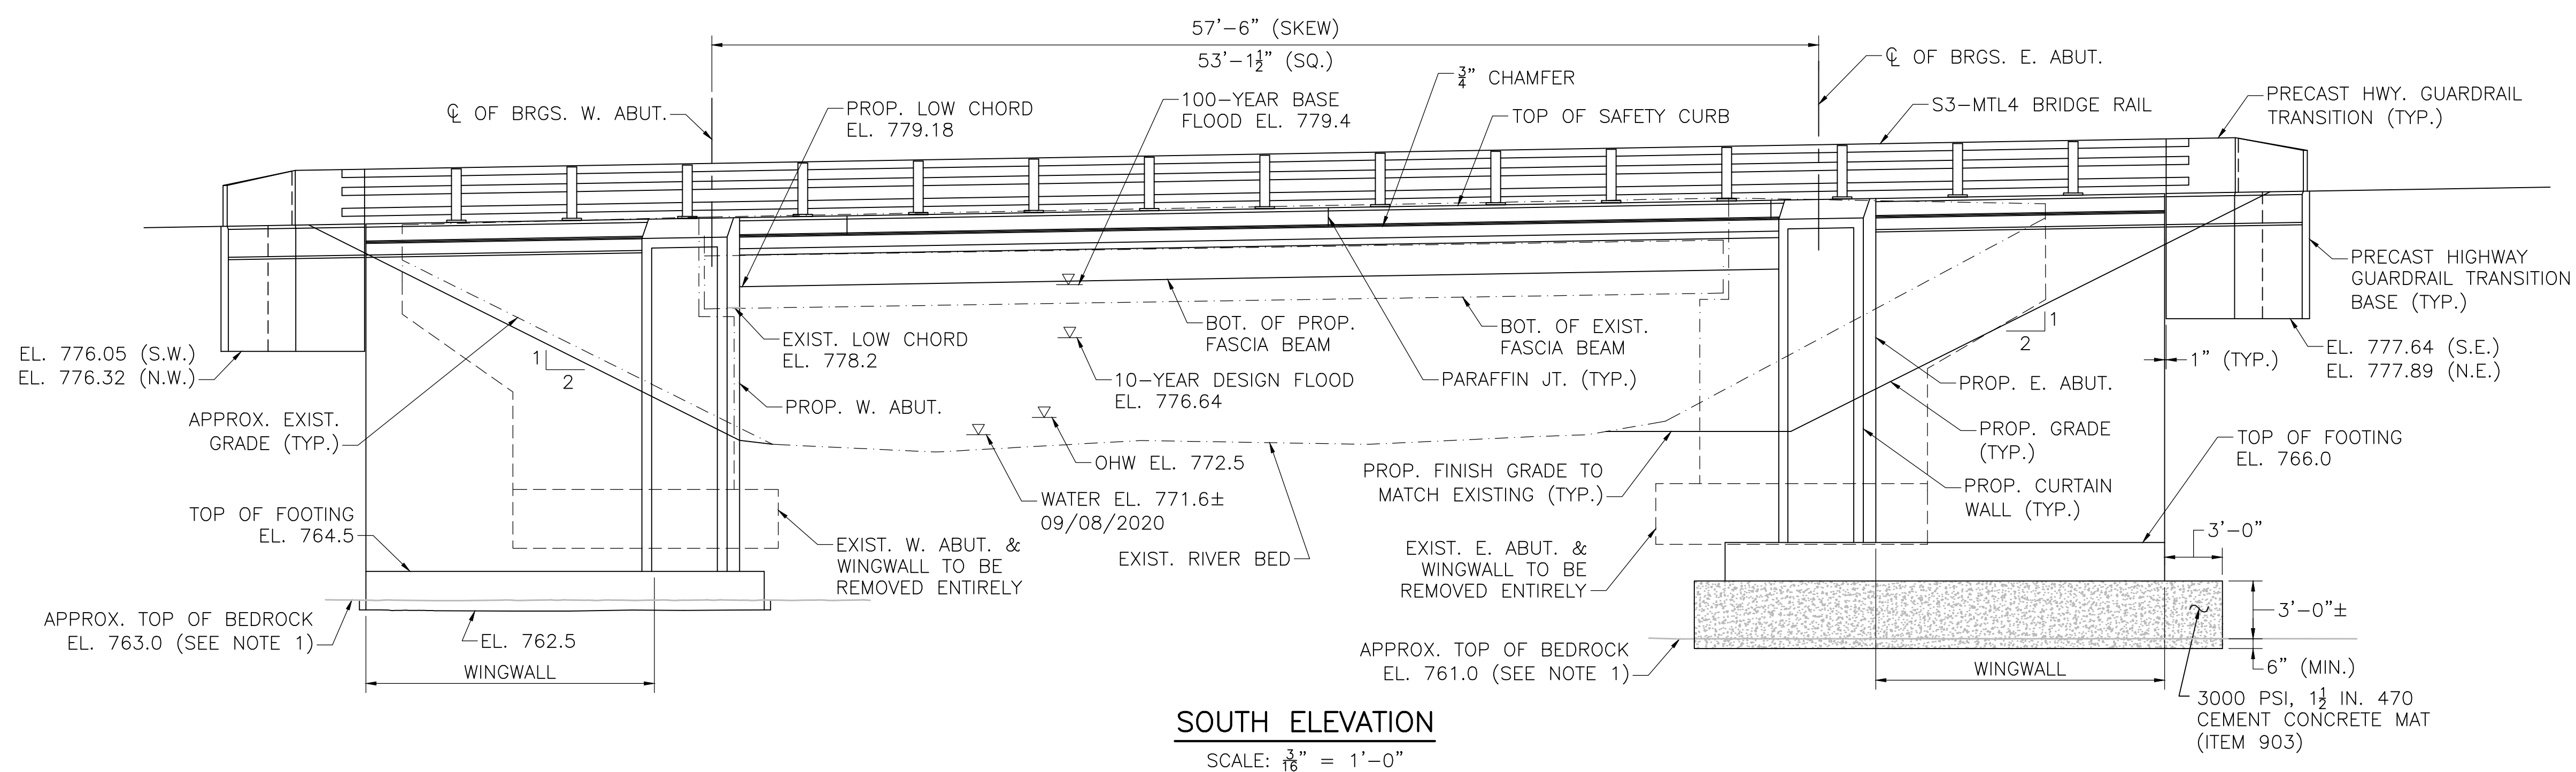 57'-6" (SKEW)
53'-1½" (SQ.)
℄ OF BRGS. W. ABUT.
PROP. LOW CHORD
EL. 779.18
100-YEAR BASE
FLOOD EL. 779.4
¾" CHAMFER
TOP OF SAFETY CURB
℄ OF BRGS. E. ABUT.
S3-MTL4 BRIDGE RAIL
PRECAST HWY. GUARDRAIL
TRANSITION (TYP.)
PRECAST HIGHWAY
GUARDRAIL TRANSITION
BASE (TYP.)
EL. 776.05 (S.W.)
EL. 776.32 (N.W.)
APPROX. EXIST.
GRADE (TYP.)
1
2
EXIST. LOW CHORD
EL. 778.2
PROP. W. ABUT.
10-YEAR DESIGN FLOOD
EL. 776.64
BOT. OF PROP.
FASCIA BEAM
BOT. OF EXIST.
FASCIA BEAM
PARAFFIN JT. (TYP.)
1
2
PROP. E. ABUT.
1" (TYP.)
EL. 777.64 (S.E.)
EL. 777.89 (N.E.)
PROP. GRADE
(TYP.)
OHW EL. 772.5
WATER EL. 771.6±
09/08/2020
PROP. FINISH GRADE TO
MATCH EXISTING (TYP.)
PROP. CURTAIN
WALL (TYP.)
TOP OF FOOTING
EL. 766.0
TOP OF FOOTING
EL. 764.5
EXIST. W. ABUT. &
WINGWALL TO BE
REMOVED ENTIRELY
EXIST. RIVER BED
EXIST. E. ABUT. &
WINGWALL TO BE
REMOVED ENTIRELY
3'-0"
3'-0"±
6" (MIN.)
APPROX. TOP OF BEDROCK
EL. 763.0 (SEE NOTE 1)
EL. 762.5
WINGWALL
APPROX. TOP OF BEDROCK
EL. 761.0 (SEE NOTE 1)
WINGWALL
3000 PSI, 1½ IN. 470
CEMENT CONCRETE MAT
(ITEM 903)
SOUTH ELEVATION
SCALE: 3/16" = 1'-0"